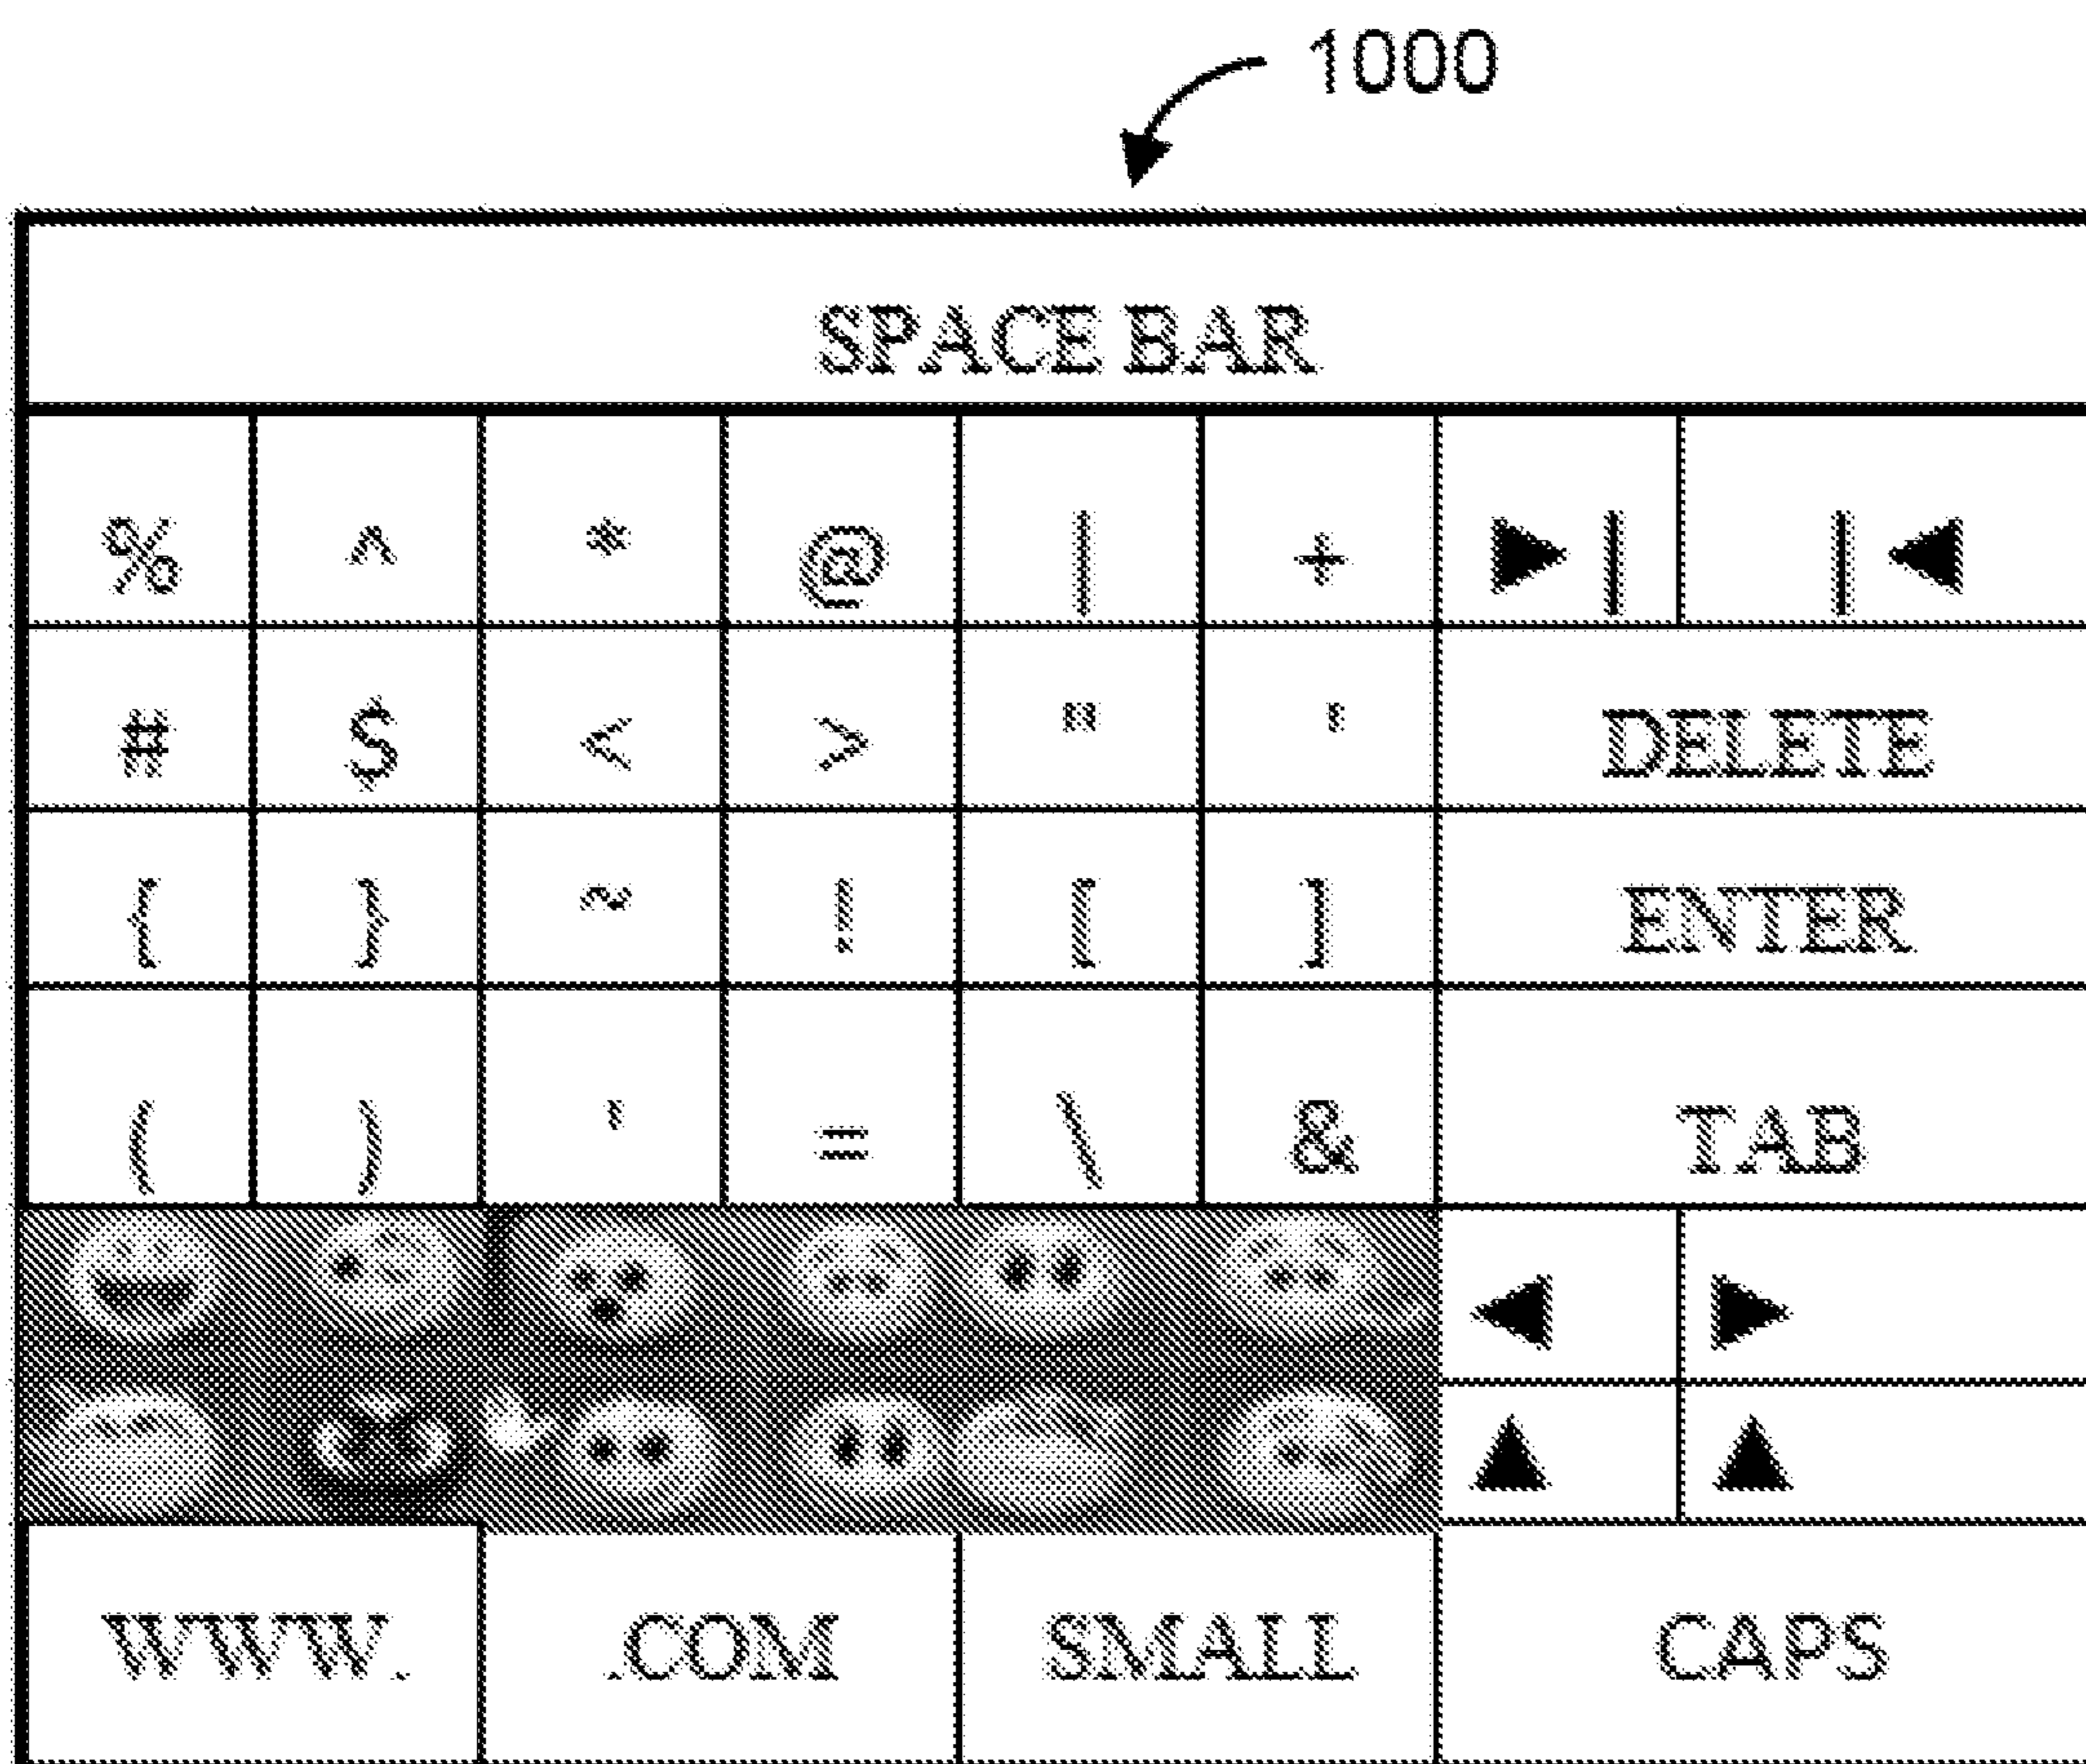 1000
SPACE BAR
% ^ * @ | + ►| |◄
# $ < > " ' DELETE
{ } ~ ! [ ] ENTER
( ) ' = \ & TAB
◄ ►
▲ ▲
WWW. .COM SMALL CAPS